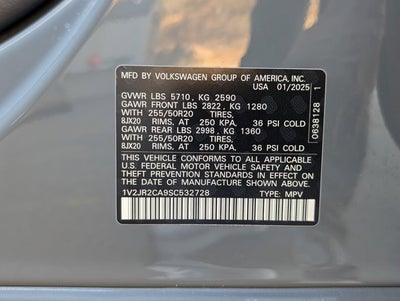 MFD. BY VOLKSWAGEN GROUP OF AMERICA, INC.
USA 01/2025
GVWR LBS 5710, KG 2590
GAWR FRONT LBS 2822, KG 1280
WITH 255/50R20 TIRES,
8JX20 RIMS, AT 250 KPA, 36 PSI COLD
GAWR REAR LBS 2998, KG 1360
WITH 255/50R20 TIRES,
8JX20 RIMS, AT 250 KPA, 36 PSI COLD
THIS VEHICLE CONFORMS TO ALL APPLICABLE
U.S. FEDERAL MOTOR VEHICLE SAFETY
STANDARDS IN EFFECT ON THE DATE OF
MANUFACTURE SHOWN ABOVE.
1V2JR2CA9SC532728 TYPE: MPV
0638128 1